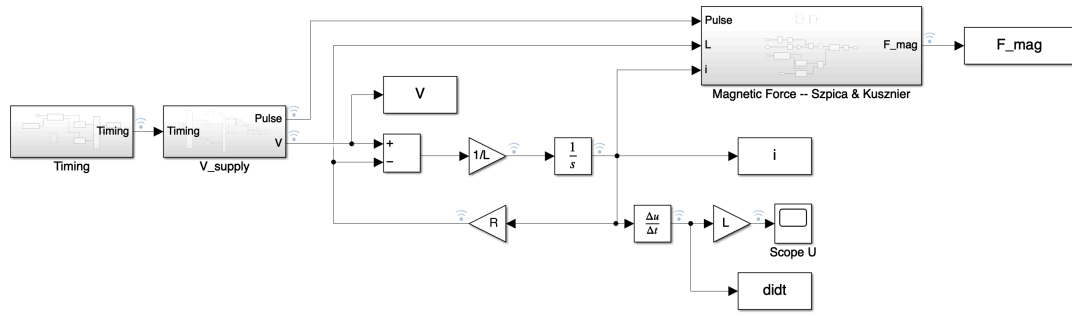 Pulse
L
i
F_mag
F_mag
Magnetic Force -- Szpica & Kusznier
V
Timing
Timing
Pulse
V
Timing
V_supply
+
−
1/L
1
s
i
R
Δu
Δt
L
Scope U
didt